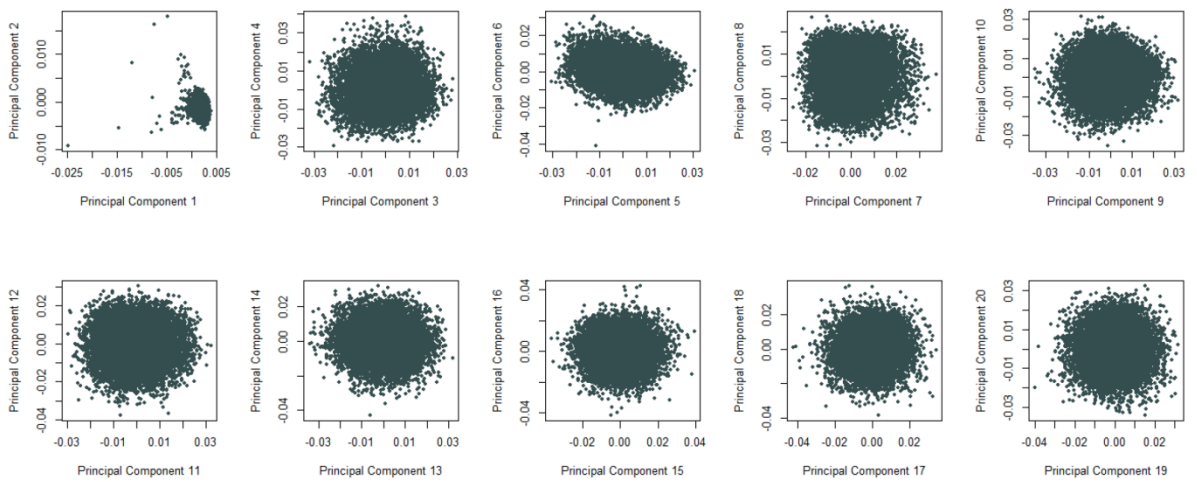 Principal Component 2
0.010
0.000
-0.010
-0.025 -0.015 -0.005 0.005
Principal Component 1
Principal Component 4
0.03
0.01
-0.01
-0.03
-0.03 -0.01 0.01 0.03
Principal Component 3
Principal Component 6
0.02
0.00
-0.02
-0.04
-0.03 -0.01 0.01 0.03
Principal Component 5
Principal Component 8
0.01
-0.01
-0.03
-0.02 0.00 0.02
Principal Component 7
Principal Component 10
0.03
0.01
-0.01
-0.03
-0.03 -0.01 0.01 0.03
Principal Component 9
Principal Component 12
0.02
0.00
-0.02
-0.04
-0.03 -0.01 0.01 0.03
Principal Component 11
Principal Component 14
0.02
0.00
-0.04
-0.03 -0.01 0.01 0.03
Principal Component 13
Principal Component 16
0.04
0.00
-0.04
-0.02 0.00 0.02 0.04
Principal Component 15
Principal Component 18
0.02
0.00
-0.04
-0.04 -0.02 0.00 0.02
Principal Component 17
Principal Component 20
0.03
0.01
-0.01
-0.03
-0.04 -0.02 0.00 0.02
Principal Component 19